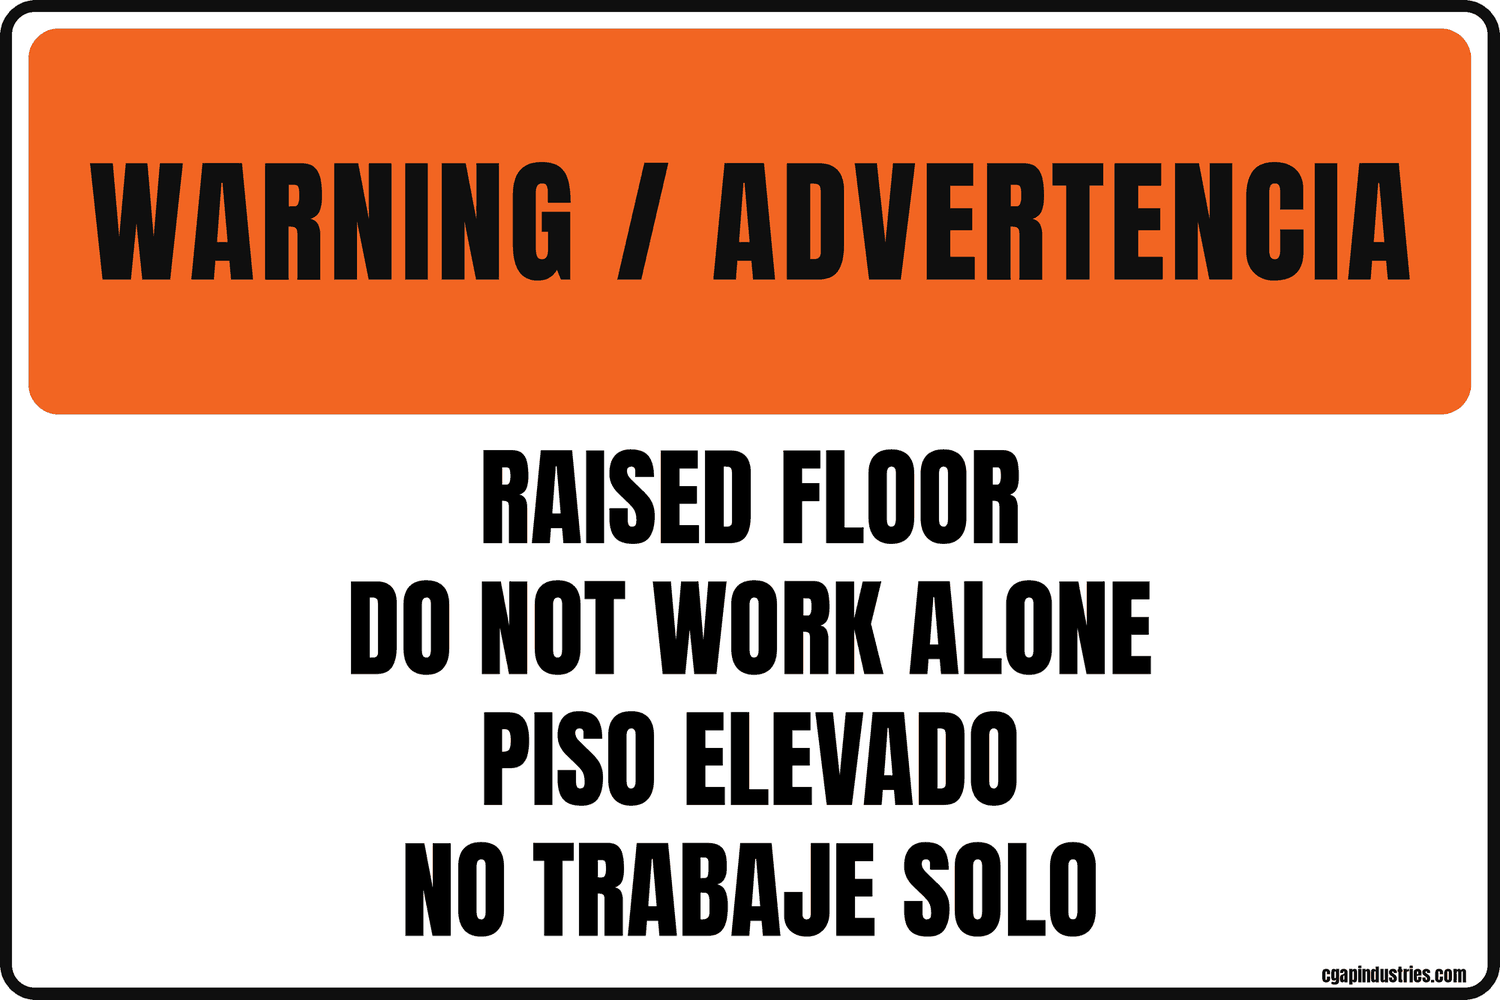 WARNING / ADVERTENCIA
RAISED FLOOR
DO NOT WORK ALONE
PISO ELEVADO
NO TRABAJE SOLO
cgapindustries.com